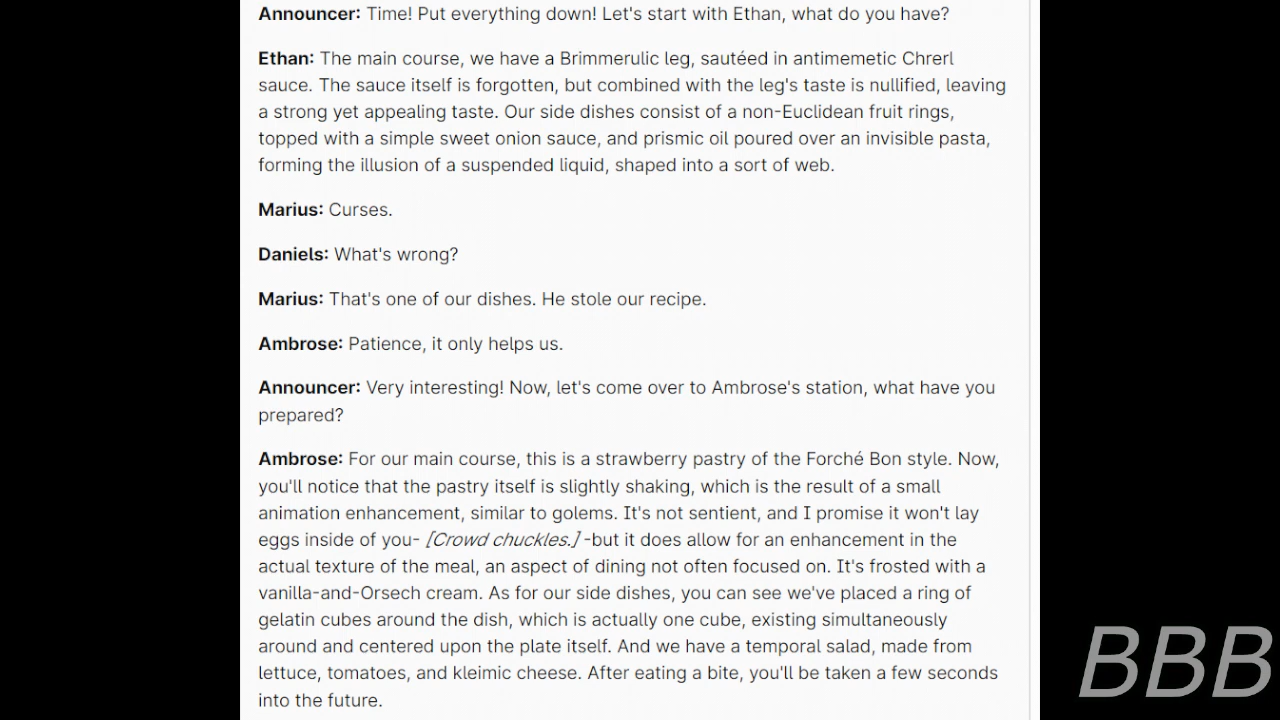 Announcer: Time! Put everything down! Let's start with Ethan, what do you have?
Ethan: The main course, we have a Brimmerulic leg, sautéed in antimemetic Chrerl
sauce. The sauce itself is forgotten, but combined with the leg's taste is nullified, leaving
a strong yet appealing taste. Our side dishes consist of a non-Euclidean fruit rings,
topped with a simple sweet onion sauce, and prismic oil poured over an invisible pasta,
forming the illusion of a suspended liquid, shaped into a sort of web.
Marius: Curses.
Daniels: What's wrong?
Marius: That's one of our dishes. He stole our recipe.
Ambrose: Patience, it only helps us.
Announcer: Very interesting! Now, let's come over to Ambrose's station, what have you
prepared?
Ambrose: For our main course, this is a strawberry pastry of the Forché Bon style. Now,
you'll notice that the pastry itself is slightly shaking, which is the result of a small
animation enhancement, similar to golems. It's not sentient, and I promise it won't lay
eggs inside of you- [Crowd chuckles.] -but it does allow for an enhancement in the
actual texture of the meal, an aspect of dining not often focused on. It's frosted with a
vanilla-and-Orsech cream. As for our side dishes, you can see we've placed a ring of
gelatin cubes around the dish, which is actually one cube, existing simultaneously
around and centered upon the plate itself. And we have a temporal salad, made from
lettuce, tomatoes, and kleimic cheese. After eating a bite, you'll be taken a few seconds
into the future.
BBB